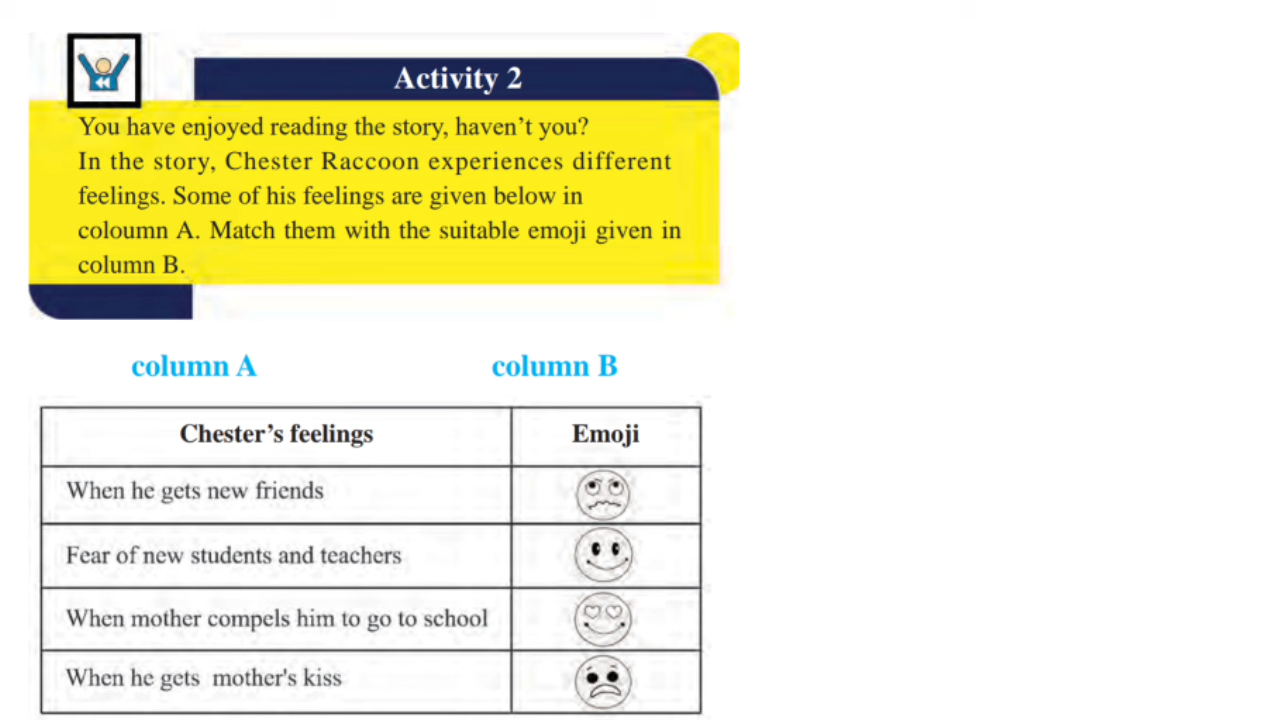 Activity 2
You have enjoyed reading the story, haven't you?
In the story, Chester Raccoon experiences different
feelings. Some of his feelings are given below in
coloumn A. Match them with the suitable emoji given in
column B.
column A column B
Chester's feelings Emoji
When he gets new friends
Fear of new students and teachers
When mother compels him to go to school
When he gets mother's kiss